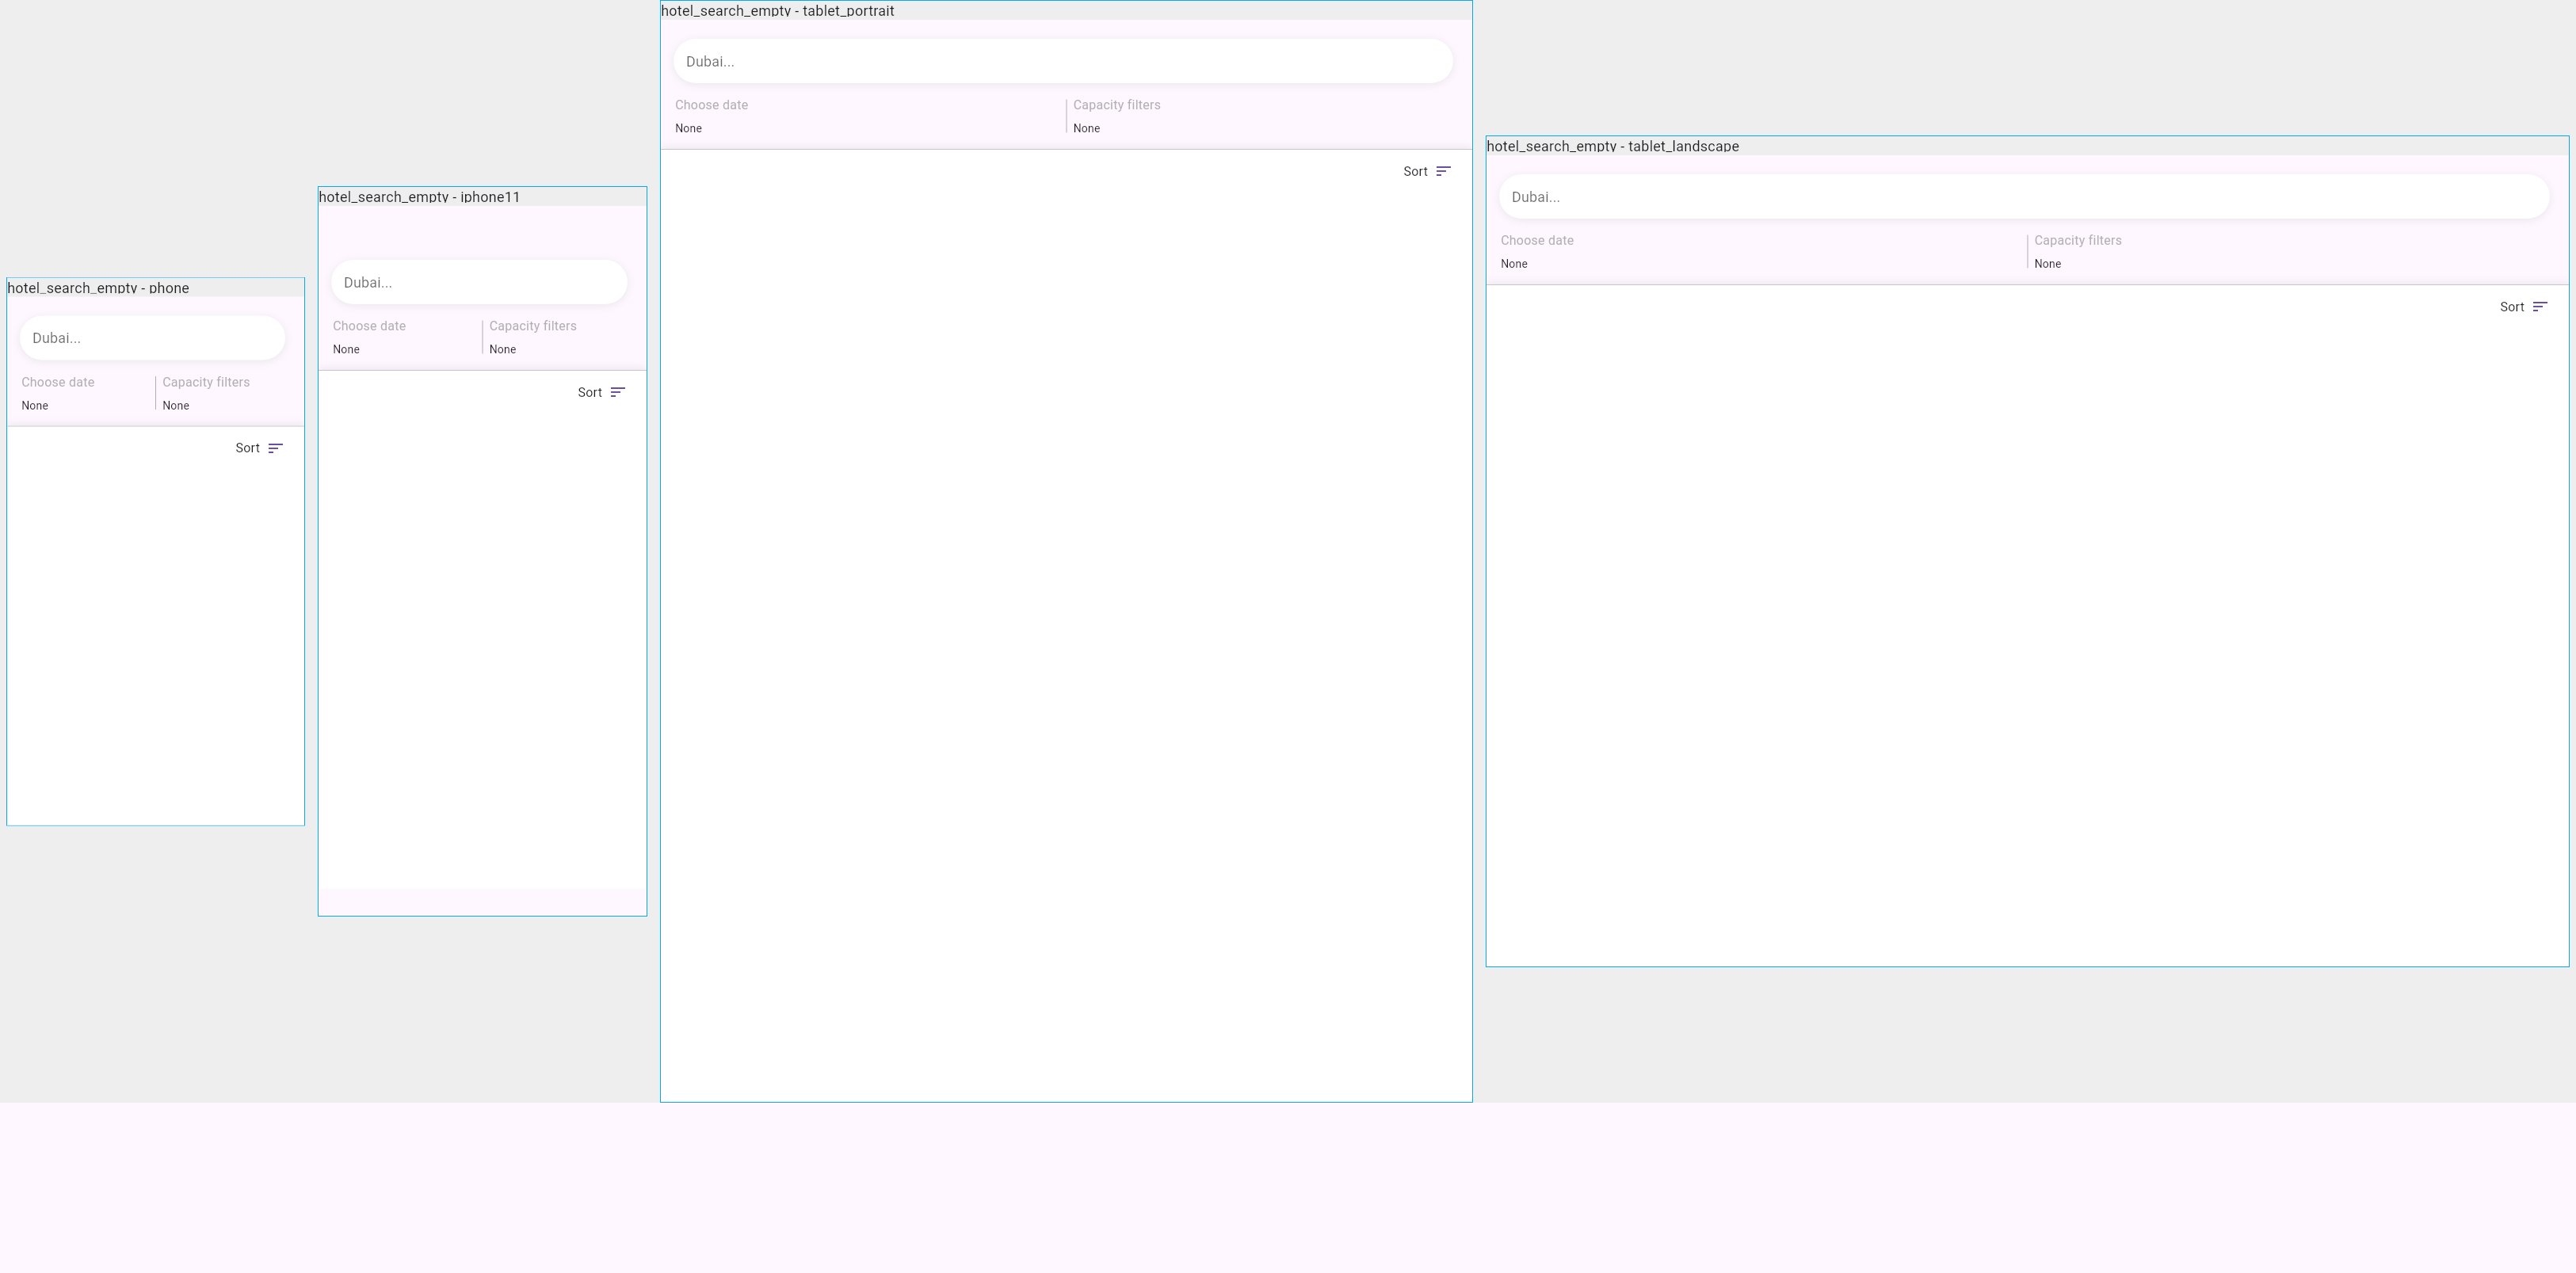 hotel_search_empty - phone
Dubai...
Choose date
Capacity filters
None
None
Sort
hotel_search_empty - iphone11
Dubai...
Choose date
Capacity filters
None
None
Sort
hotel_search_empty - tablet_portrait
Dubai...
Choose date
Capacity filters
None
None
Sort
hotel_search_empty - tablet_landscape
Dubai...
Choose date
Capacity filters
None
None
Sort